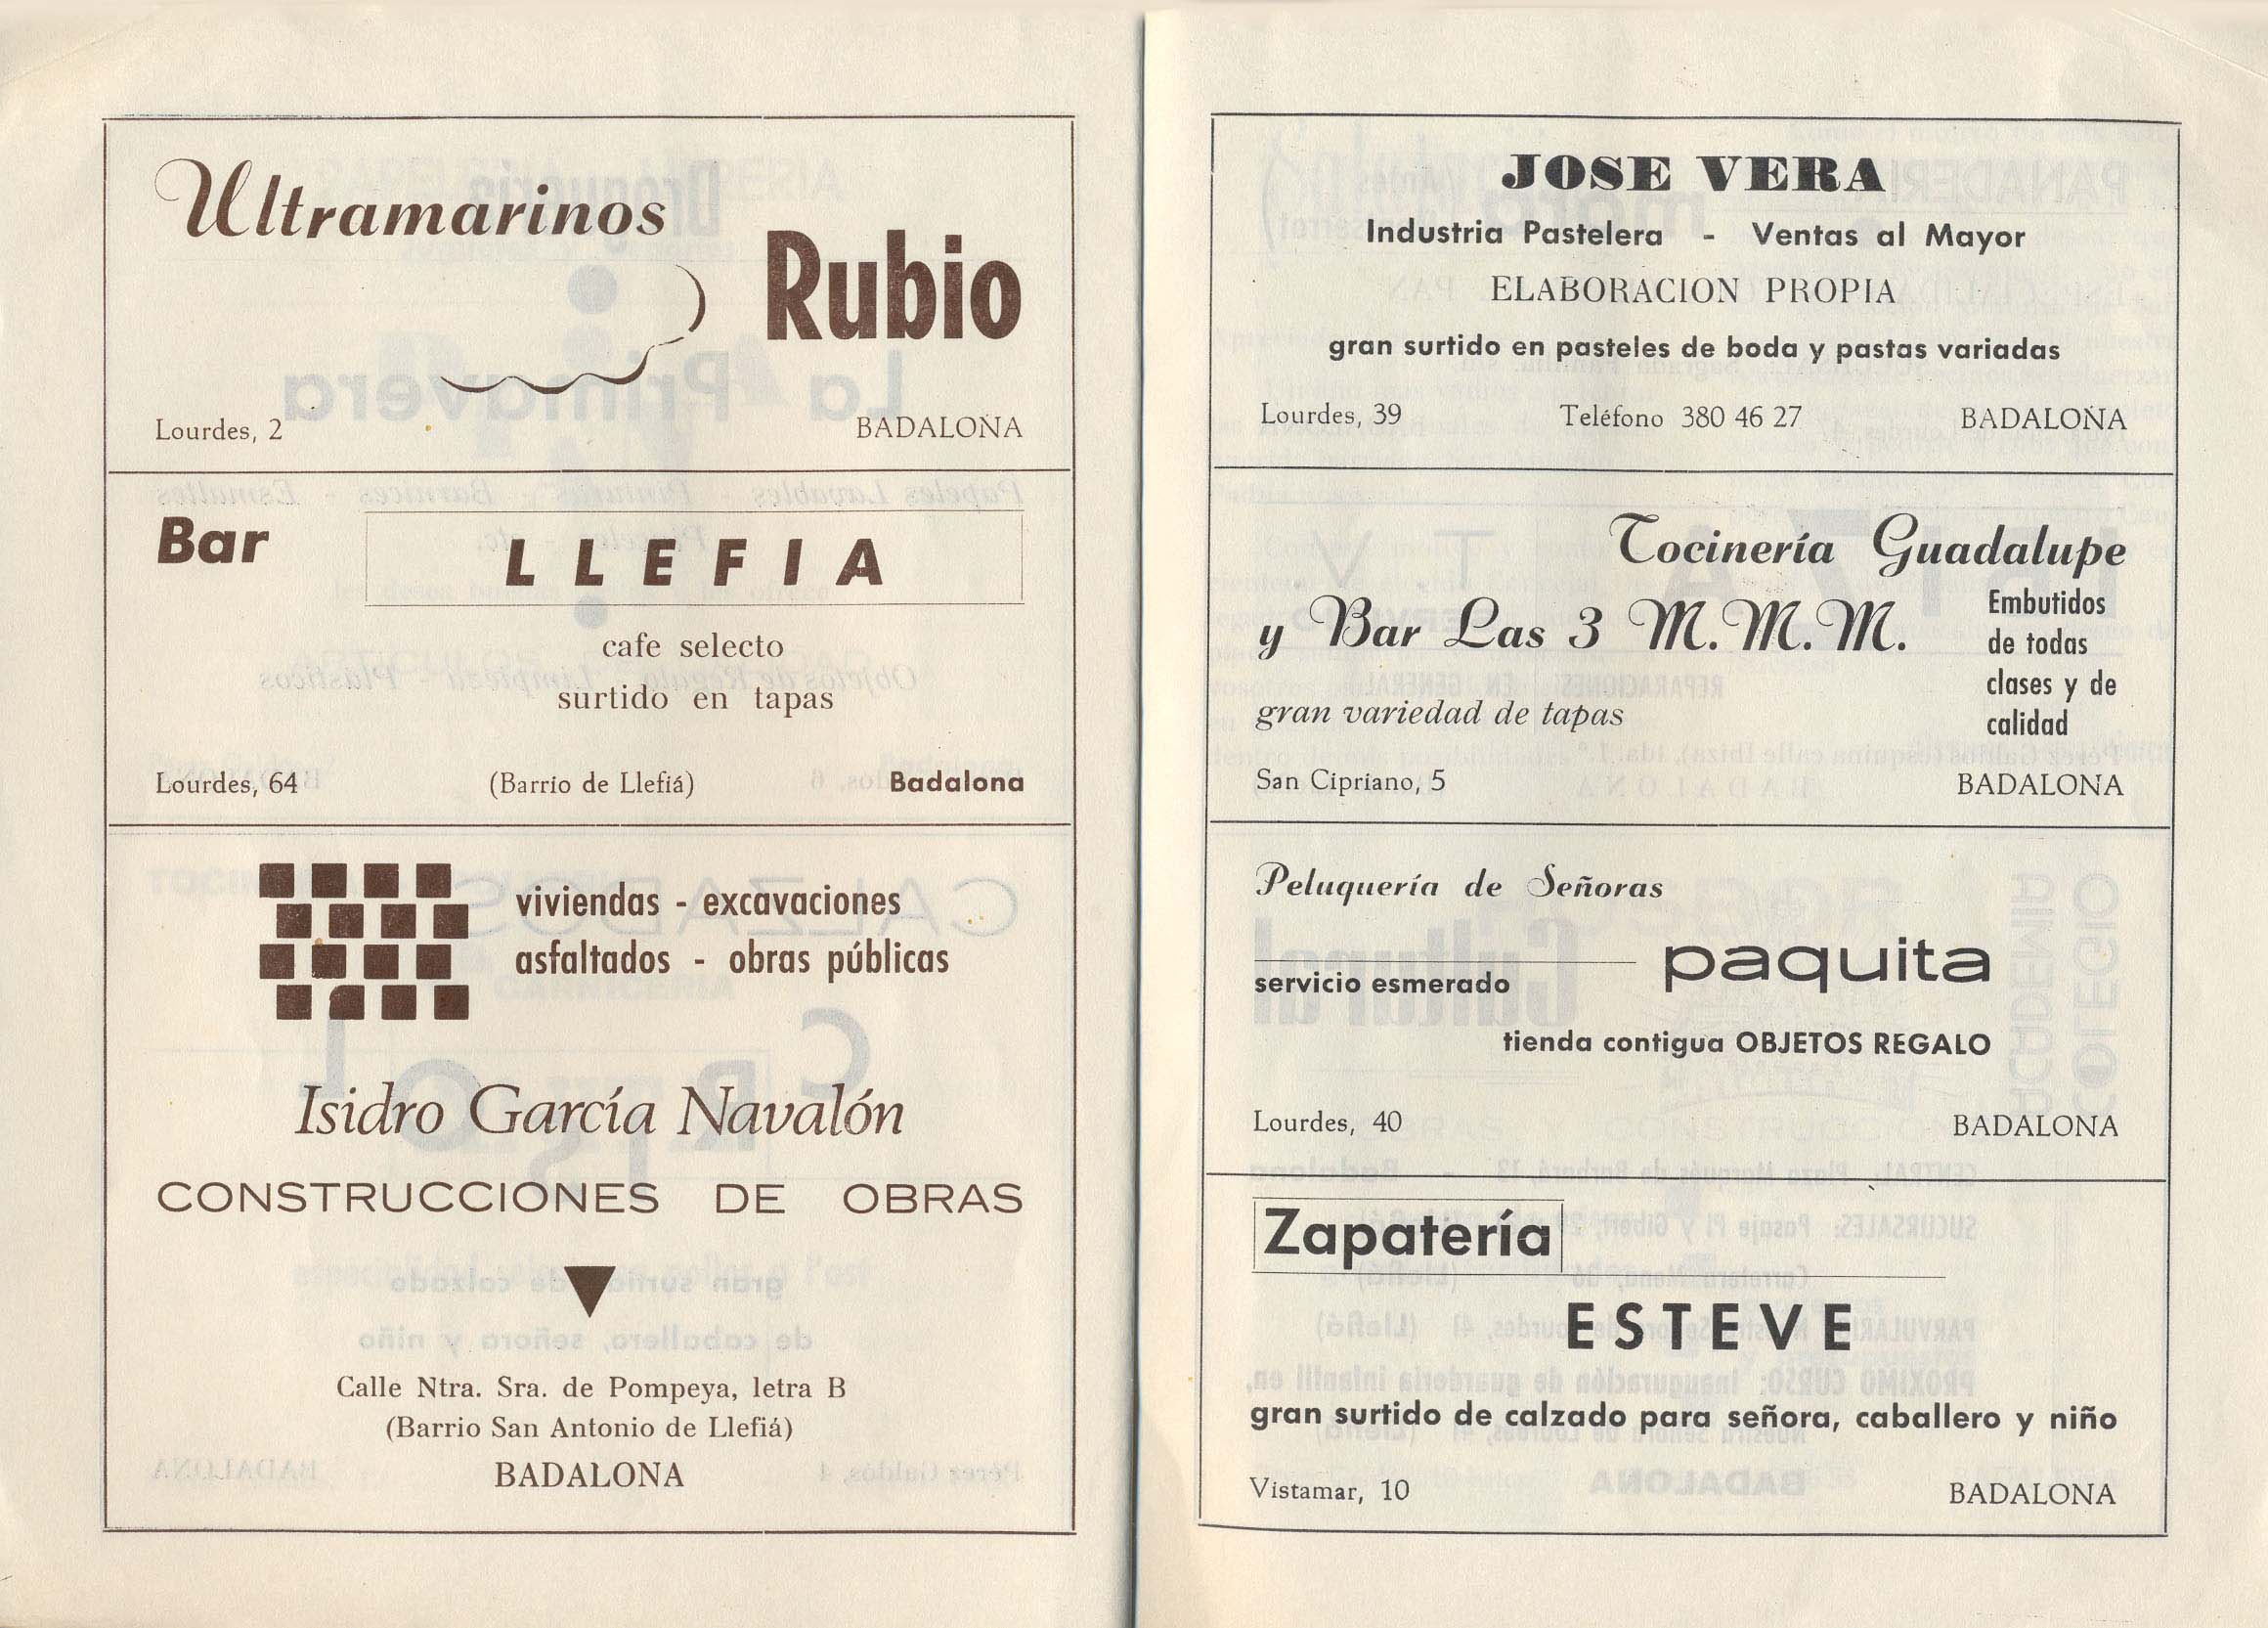 Ultramarinos
Rubio
Lourdes, 2 BADALONA
Bar LLEFIA
cafe selecto
surtido en tapas
Lourdes, 64 (Barrio de Llefiá) Badalona
viviendas - excavaciones
asfaltados - obras públicas
Isidro García Navalón
CONSTRUCCIONES DE OBRAS
Calle Ntra. Sra. de Pompeya, letra B
(Barrio San Antonio de Llefiá)
BADALONA
JOSE VERA
Industria Pastelera - Ventas al Mayor
ELABORACION PROPIA
gran surtido en pasteles de boda y pastas variadas
Lourdes, 39 Teléfono 380 46 27 BADALONA
Tocinería Guadalupe
y Bar Las 3 M.M.M.
gran variedad de tapas
Embutidos
de todas
clases y de
calidad
San Cipriano, 5 BADALONA
Peluquería de Señoras
paquita
servicio esmerado
tienda contigua OBJETOS REGALO
Lourdes, 40 BADALONA
Zapatería
ESTEVE
gran surtido de calzado para señora, caballero y niño
Vistamar, 10 BADALONA